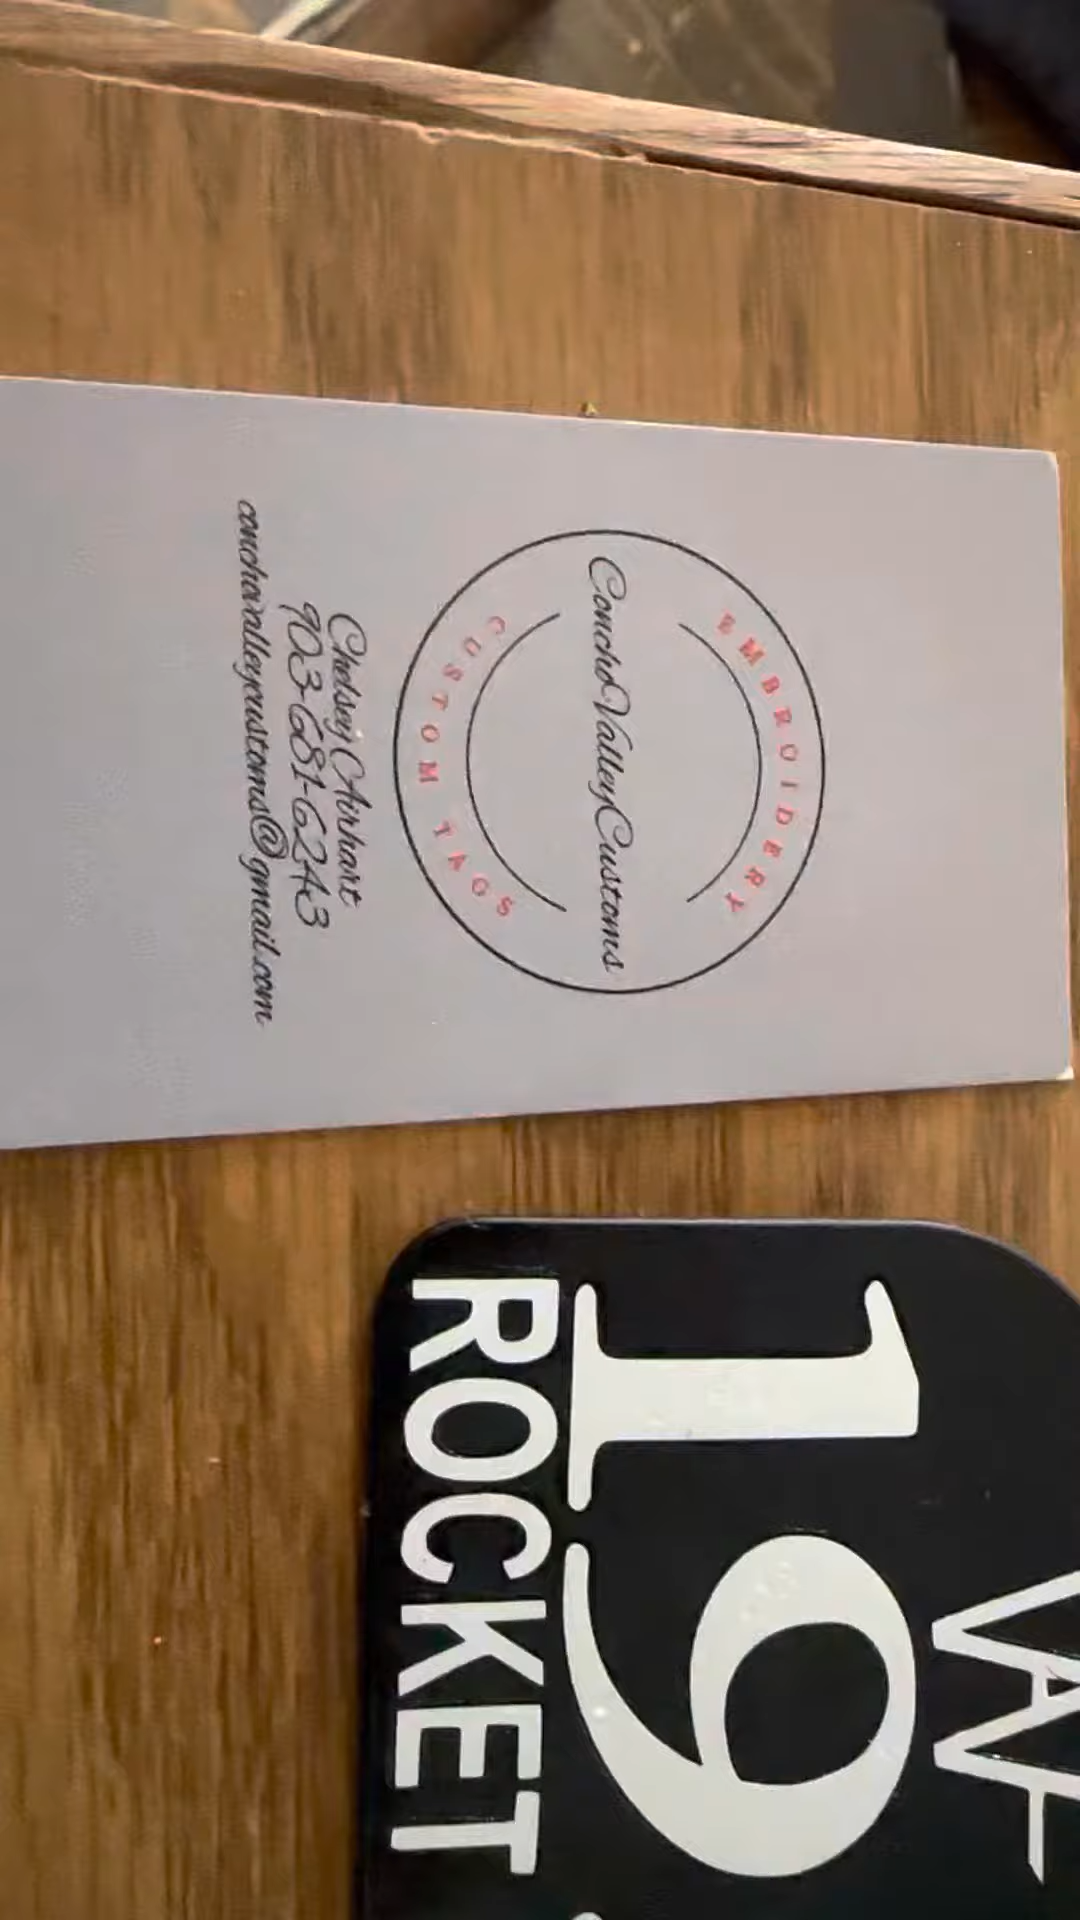 EMBROIDERY
ConchoValleyCustoms
CUSTOM TAGS
Chelsey Airhart
903-681-6243
conchovalleycustoms@gmail.com
19
ROCKET